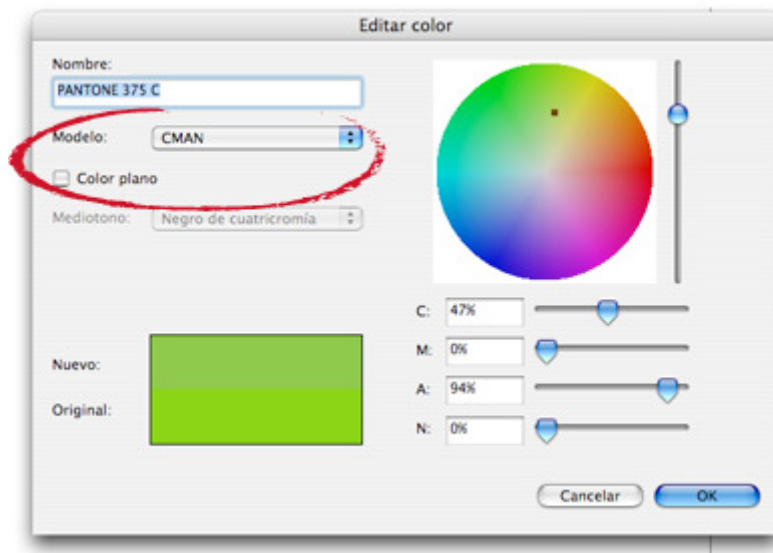 Editar color
Nombre:
PANTONE 375 C
Modelo: CMAN
Color plano
Mediotono: Negro de cuatricromía
C: 47%
M: 0%
Nuevo:
A: 94%
Original:
N: 0%
Cancelar OK